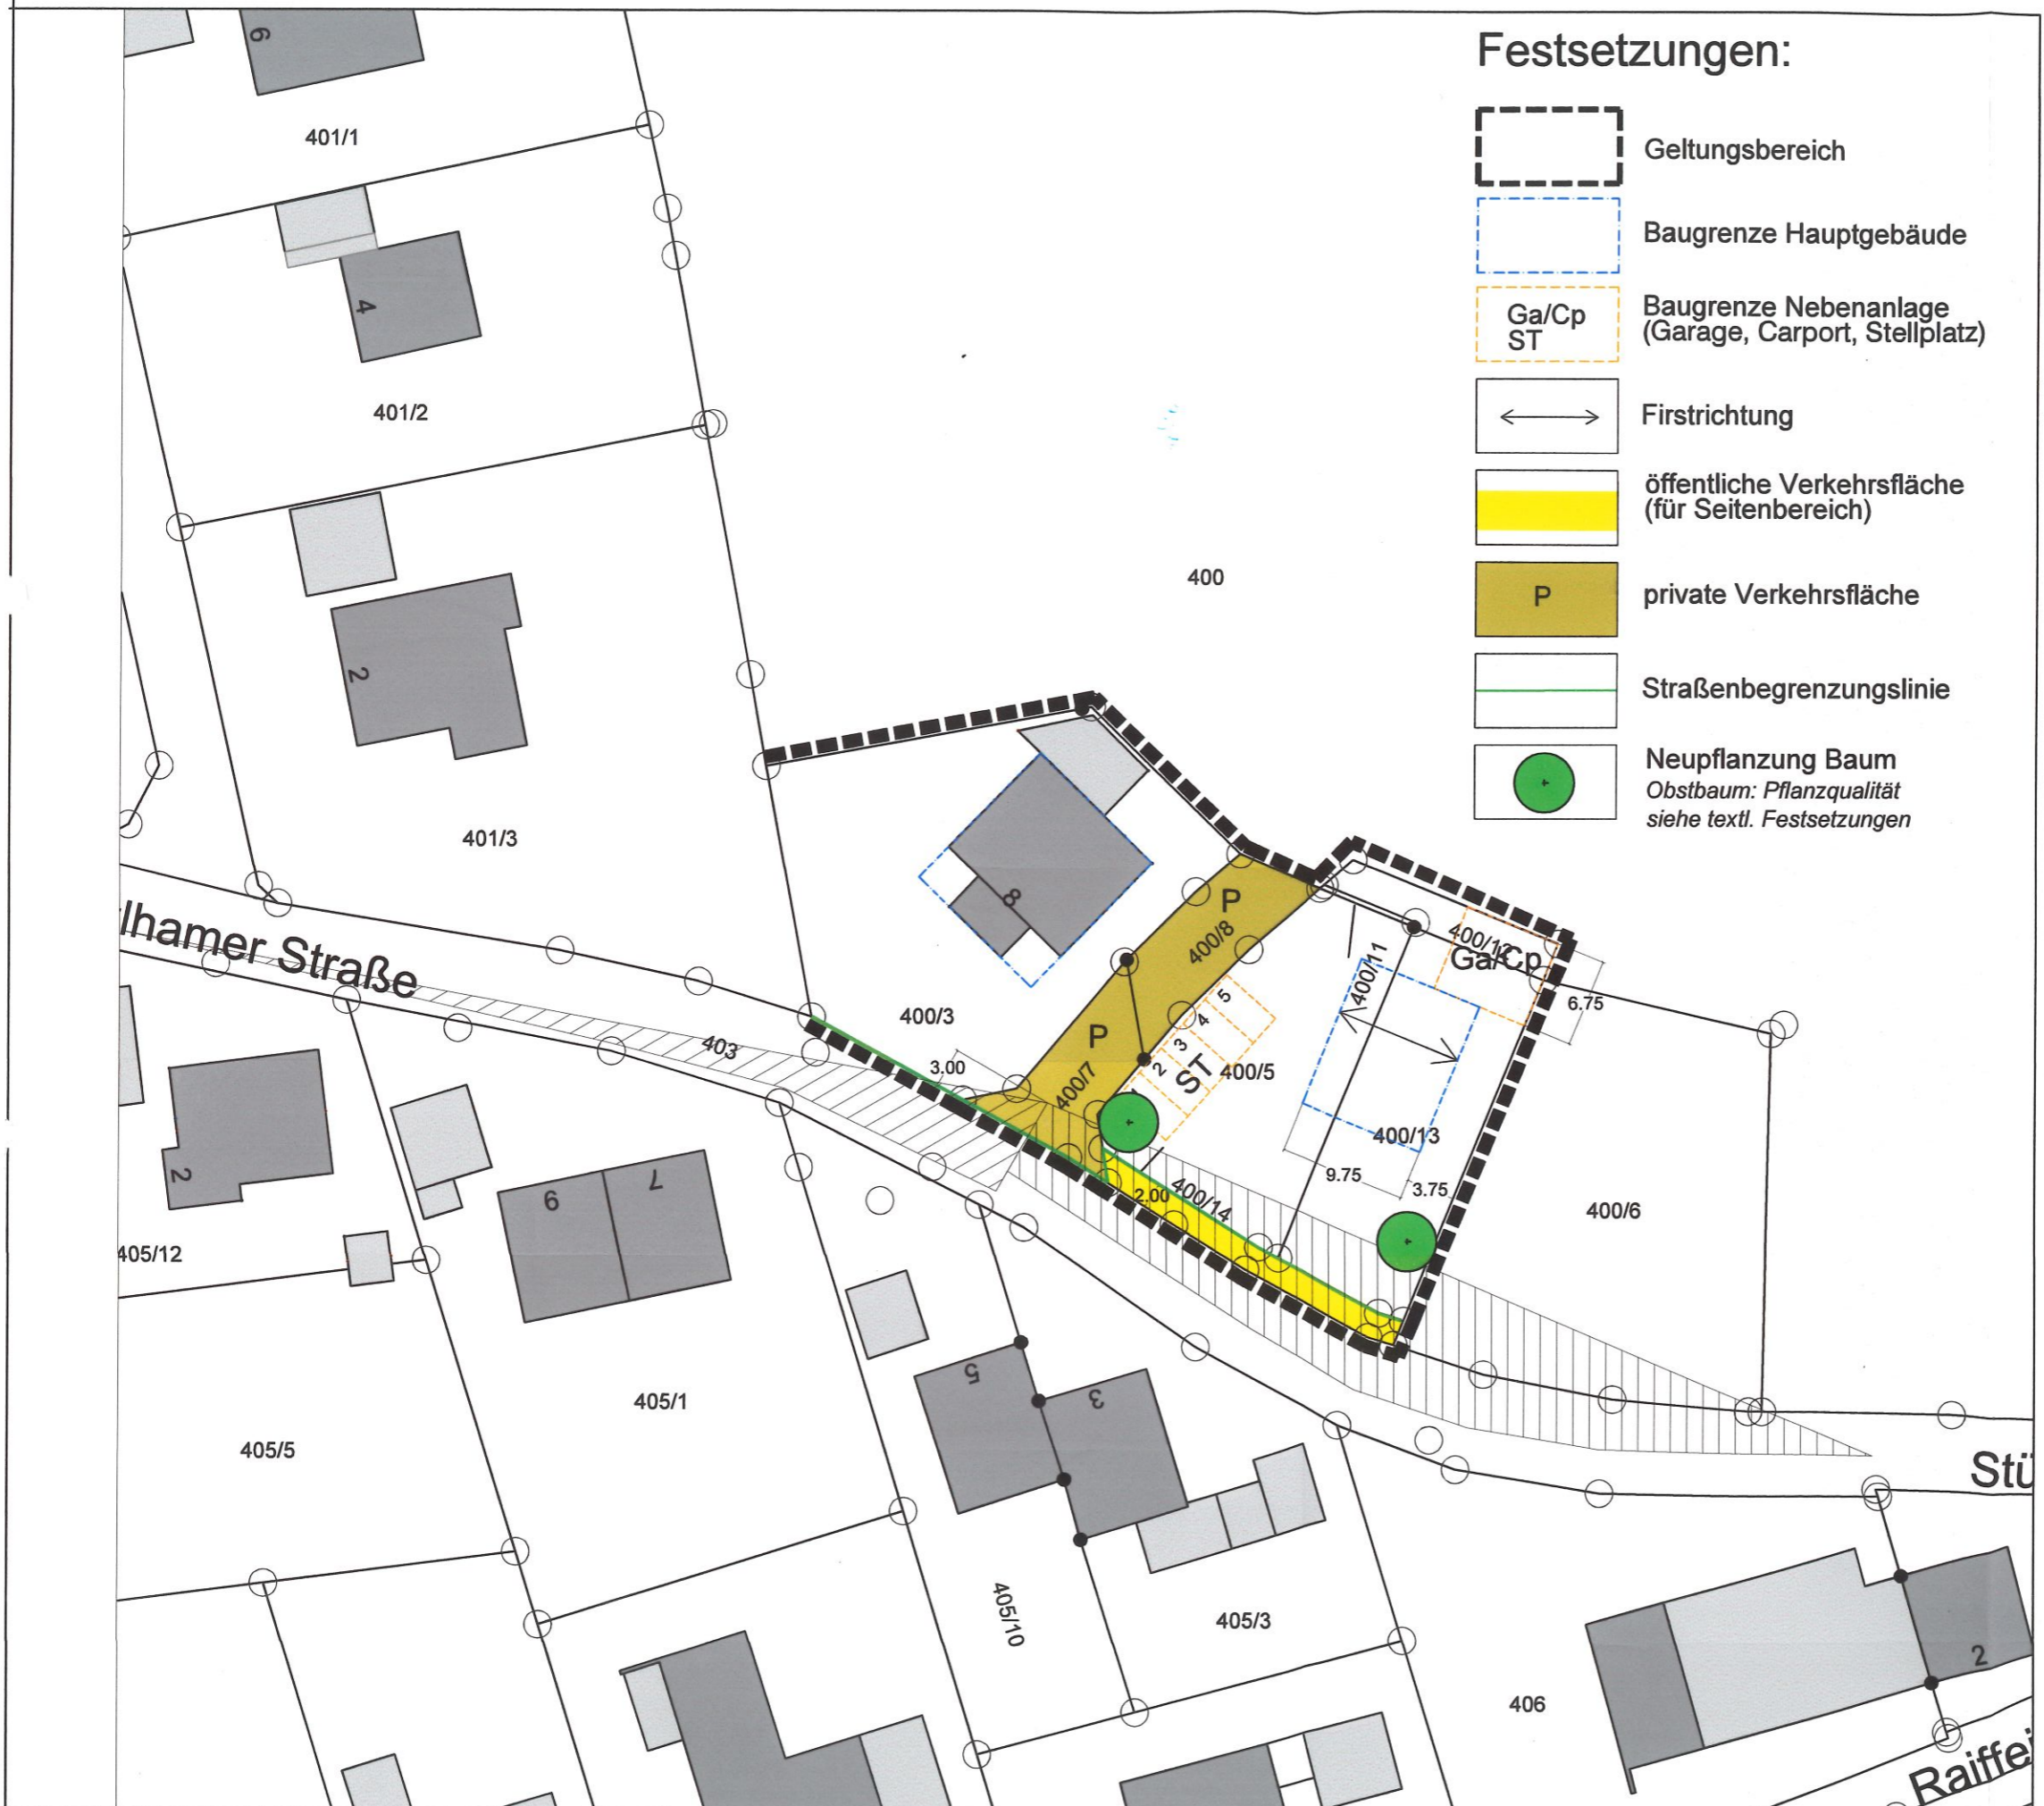 Festsetzungen:
Geltungsbereich
Baugrenze Hauptgebäude
Ga/Cp
ST
Baugrenze Nebenanlage
(Garage, Carport, Stellplatz)
Firstrichtung
öffentliche Verkehrsfläche
(für Seitenbereich)
P
private Verkehrsfläche
Straßenbegrenzungslinie
Neupflanzung Baum
Obstbaum: Pflanzqualität
siehe textl. Festsetzungen
6
401/1
4
401/2
2
401/3
400
8
P
400/8
400/3
P
400/7
3.00
5
4
3
2
ST
400/5
400/11
Ga/Cp
6.75
400/13
9.75
3.75
400/14
2.00
400/6
lhamer Straße
403
2
405/12
9
7
405/1
405/5
5
3
405/10
405/3
406
2
Stü
Raiffei